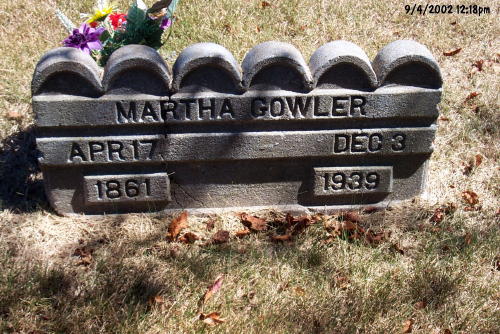 9/4/2002 12:18pm
MARTHA GOWLER
APR 17 DEC 3
1861 1939